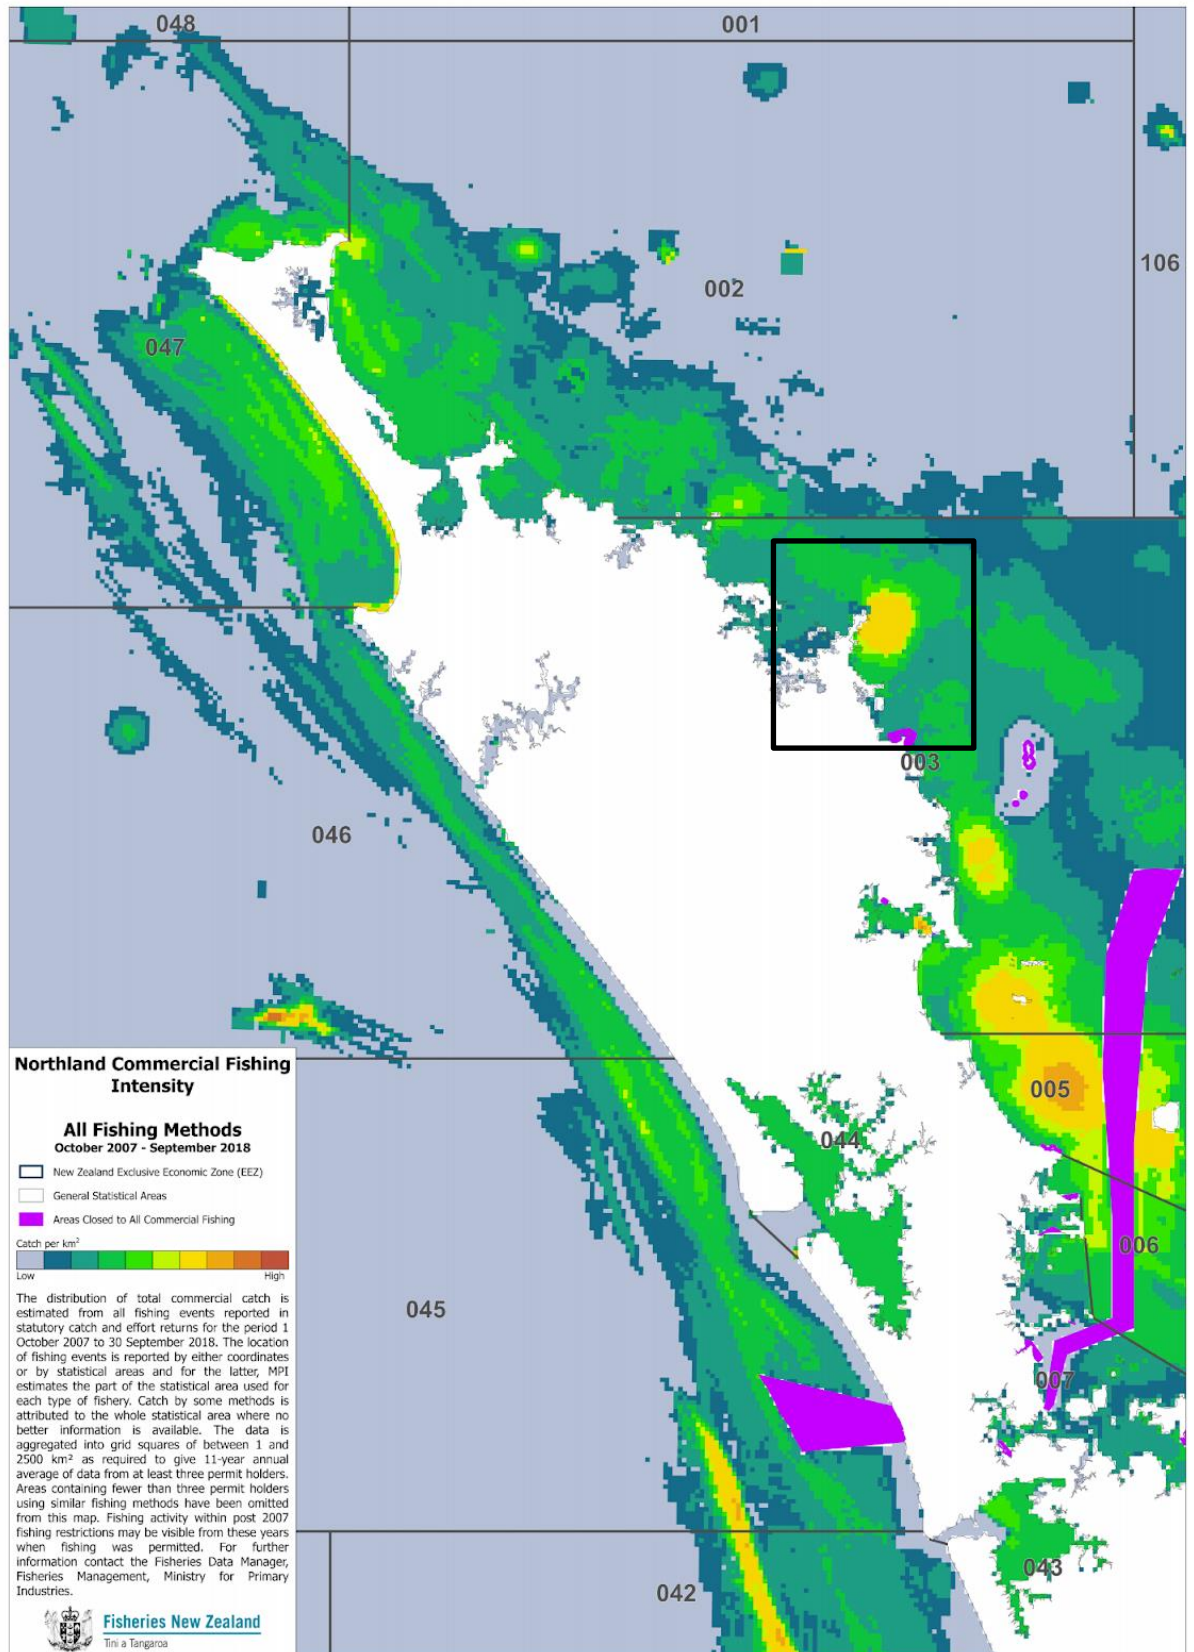 048
001
002
106
047
003
046
005
044
006
045
007
042
043
Northland Commercial Fishing
Intensity
All Fishing Methods
October 2007 - September 2018
New Zealand Exclusive Economic Zone (EEZ)
General Statistical Areas
Areas Closed to All Commercial Fishing
Catch per km²
Low
High
The distribution of total commercial catch is
estimated from all fishing events reported in
statutory catch and effort returns for the period 1
October 2007 to 30 September 2018. The location
of fishing events is reported by either coordinates
or by statistical areas and for the latter, MPI
estimates the part of the statistical area used for
each type of fishery. Catch by some methods is
attributed to the whole statistical area where no
better information is available. The data is
aggregated into grid squares of between 1 and
2500 km² as required to give 11-year annual
average of data from at least three permit holders.
Areas containing fewer than three permit holders
using similar fishing methods have been omitted
from this map. Fishing activity within post 2007
fishing restrictions may be visible from these years
when fishing was permitted. For further
information contact the Fisheries Data Manager,
Fisheries Management, Ministry for Primary
Industries.
Fisheries New Zealand
Tini a Tangaroa